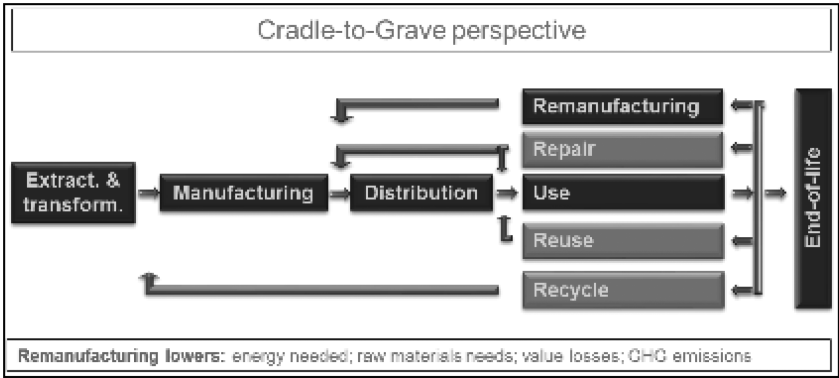 Cradle-to-Grave perspective
Remanufacturing
Repair
Extract. &
transform.
Manufacturing
Distribution
Use
End-of-life
Reuse
Recycle
Remanufacturing lowers: energy needed; raw materials needs; value losses; GHG emissions